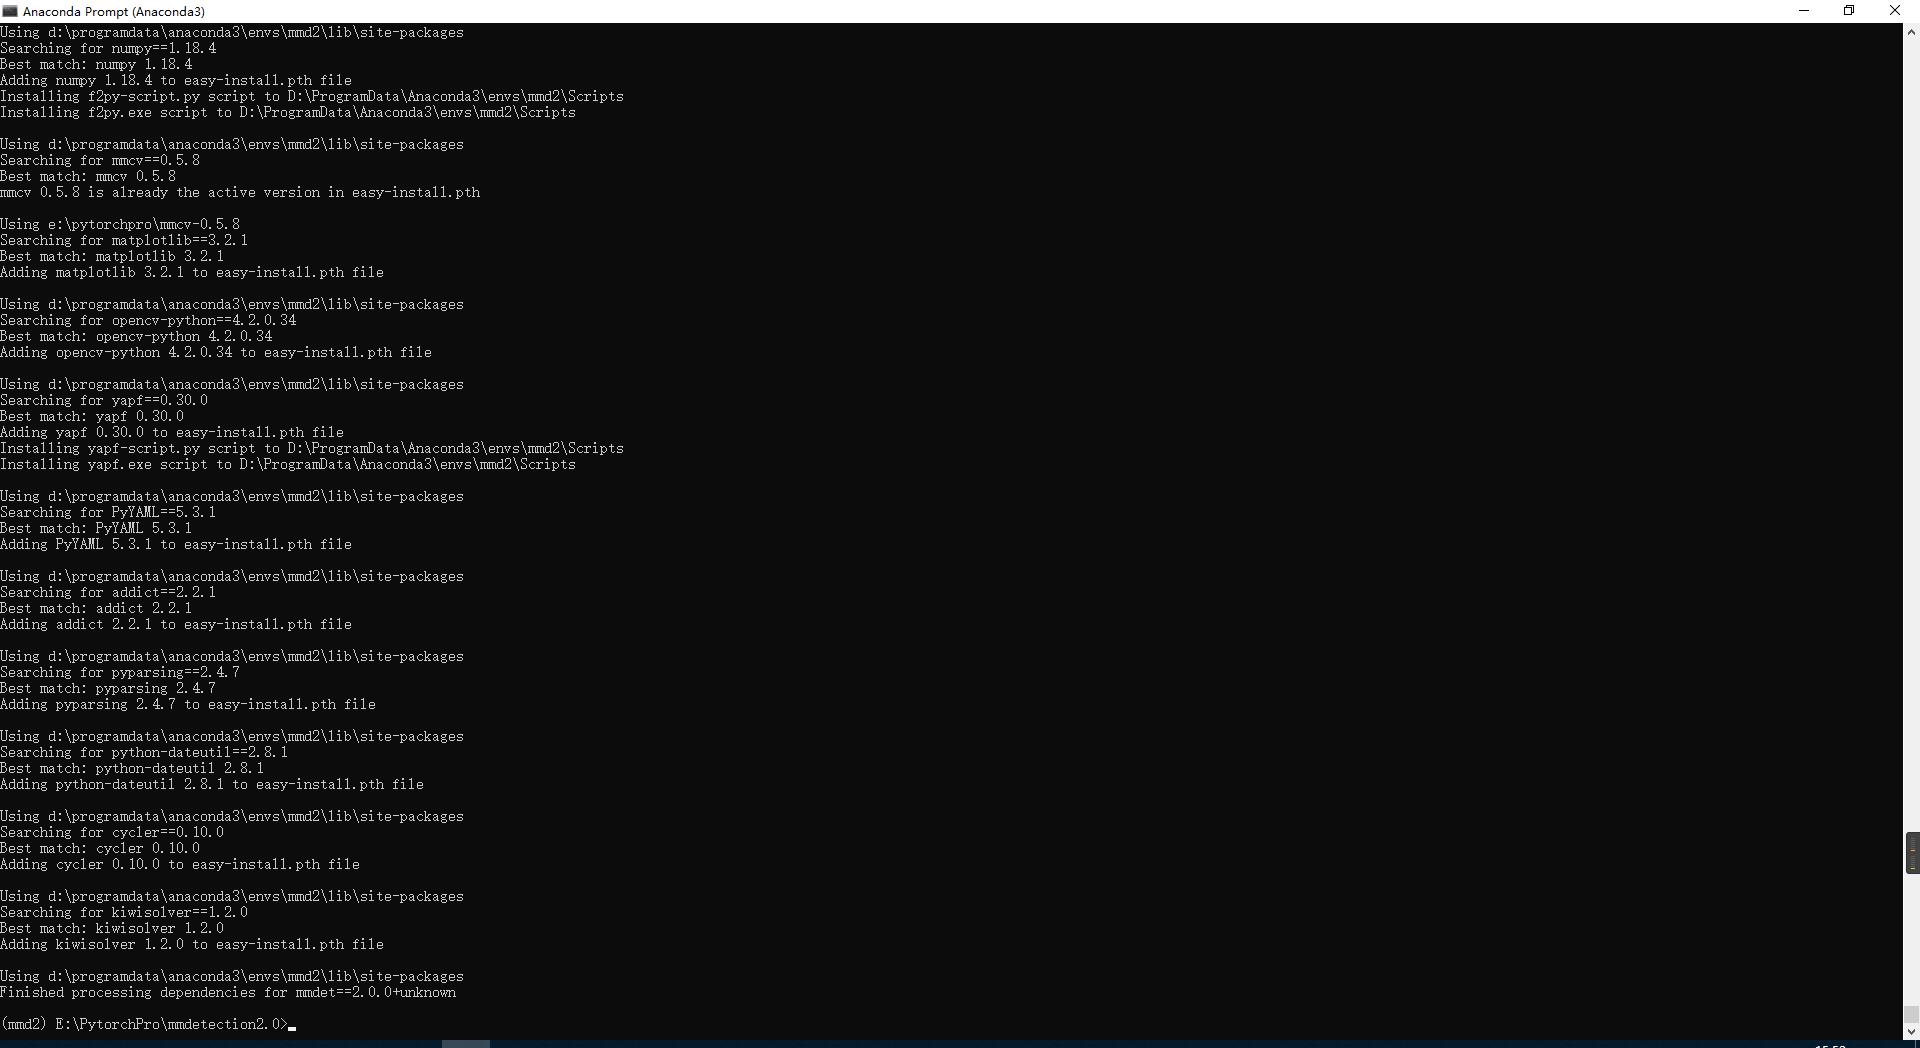 Anaconda Prompt (Anaconda3)
Using d:\programdata\anaconda3\envs\mmd2\lib\site-packages
Searching for numpy==1.18.4
Best match: numpy 1.18.4
Adding numpy 1.18.4 to easy-install.pth file
Installing f2py-script.py script to D:\ProgramData\Anaconda3\envs\mmd2\Scripts
Installing f2py.exe script to D:\ProgramData\Anaconda3\envs\mmd2\Scripts
Using d:\programdata\anaconda3\envs\mmd2\lib\site-packages
Searching for mmcv==0.5.8
Best match: mmcv 0.5.8
mmcv 0.5.8 is already the active version in easy-install.pth
Using e:\pytorchpro\mmcv-0.5.8
Searching for matplotlib==3.2.1
Best match: matplotlib 3.2.1
Adding matplotlib 3.2.1 to easy-install.pth file
Using d:\programdata\anaconda3\envs\mmd2\lib\site-packages
Searching for opencv-python==4.2.0.34
Best match: opencv-python 4.2.0.34
Adding opencv-python 4.2.0.34 to easy-install.pth file
Using d:\programdata\anaconda3\envs\mmd2\lib\site-packages
Searching for yapf==0.30.0
Best match: yapf 0.30.0
Adding yapf 0.30.0 to easy-install.pth file
Installing yapf-script.py script to D:\ProgramData\Anaconda3\envs\mmd2\Scripts
Installing yapf.exe script to D:\ProgramData\Anaconda3\envs\mmd2\Scripts
Using d:\programdata\anaconda3\envs\mmd2\lib\site-packages
Searching for PyYAML==5.3.1
Best match: PyYAML 5.3.1
Adding PyYAML 5.3.1 to easy-install.pth file
Using d:\programdata\anaconda3\envs\mmd2\lib\site-packages
Searching for addict==2.2.1
Best match: addict 2.2.1
Adding addict 2.2.1 to easy-install.pth file
Using d:\programdata\anaconda3\envs\mmd2\lib\site-packages
Searching for pyparsing==2.4.7
Best match: pyparsing 2.4.7
Adding pyparsing 2.4.7 to easy-install.pth file
Using d:\programdata\anaconda3\envs\mmd2\lib\site-packages
Searching for python-dateutil==2.8.1
Best match: python-dateutil 2.8.1
Adding python-dateutil 2.8.1 to easy-install.pth file
Using d:\programdata\anaconda3\envs\mmd2\lib\site-packages
Searching for cycler==0.10.0
Best match: cycler 0.10.0
Adding cycler 0.10.0 to easy-install.pth file
Using d:\programdata\anaconda3\envs\mmd2\lib\site-packages
Searching for kiwisolver==1.2.0
Best match: kiwisolver 1.2.0
Adding kiwisolver 1.2.0 to easy-install.pth file
Using d:\programdata\anaconda3\envs\mmd2\lib\site-packages
Finished processing dependencies for mmdet==2.0.0+unknown
(mmd2) E:\PytorchPro\mmdetection2.0>